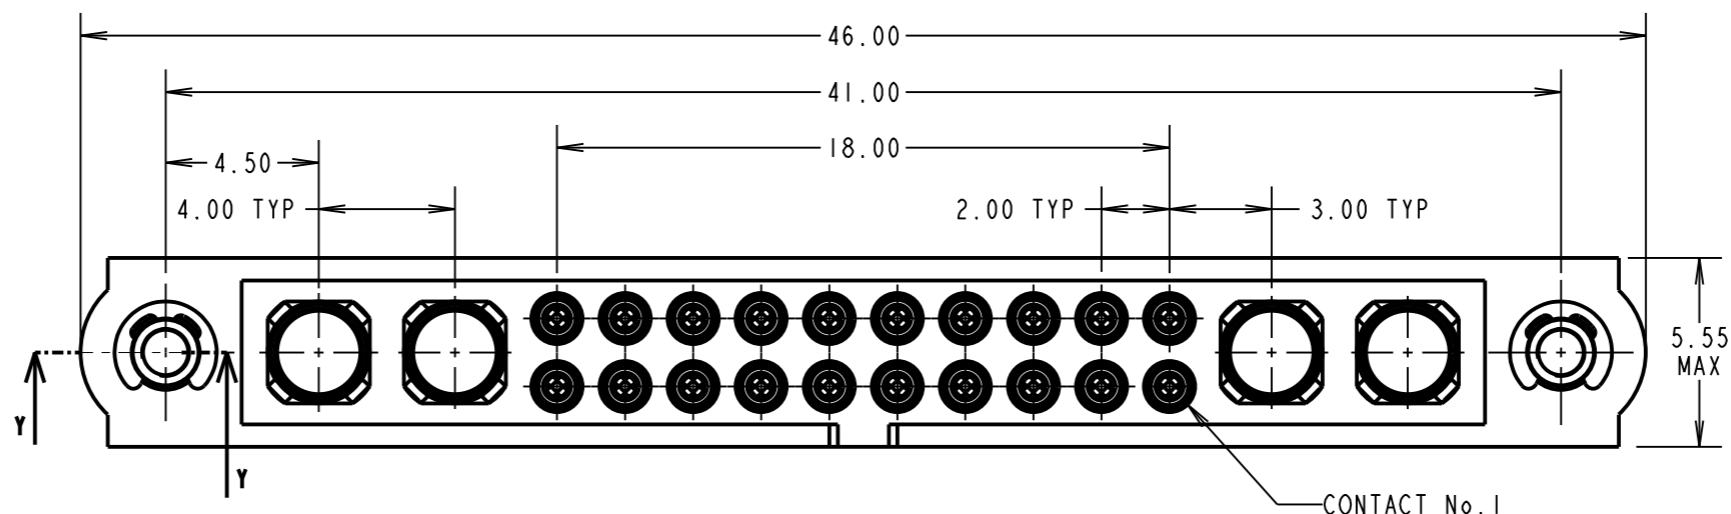 46.00
41.00
18.00
4.50
4.00 TYP
2.00 TYP
3.00 TYP
5.55
MAX
Y
Y
CONTACT No.1